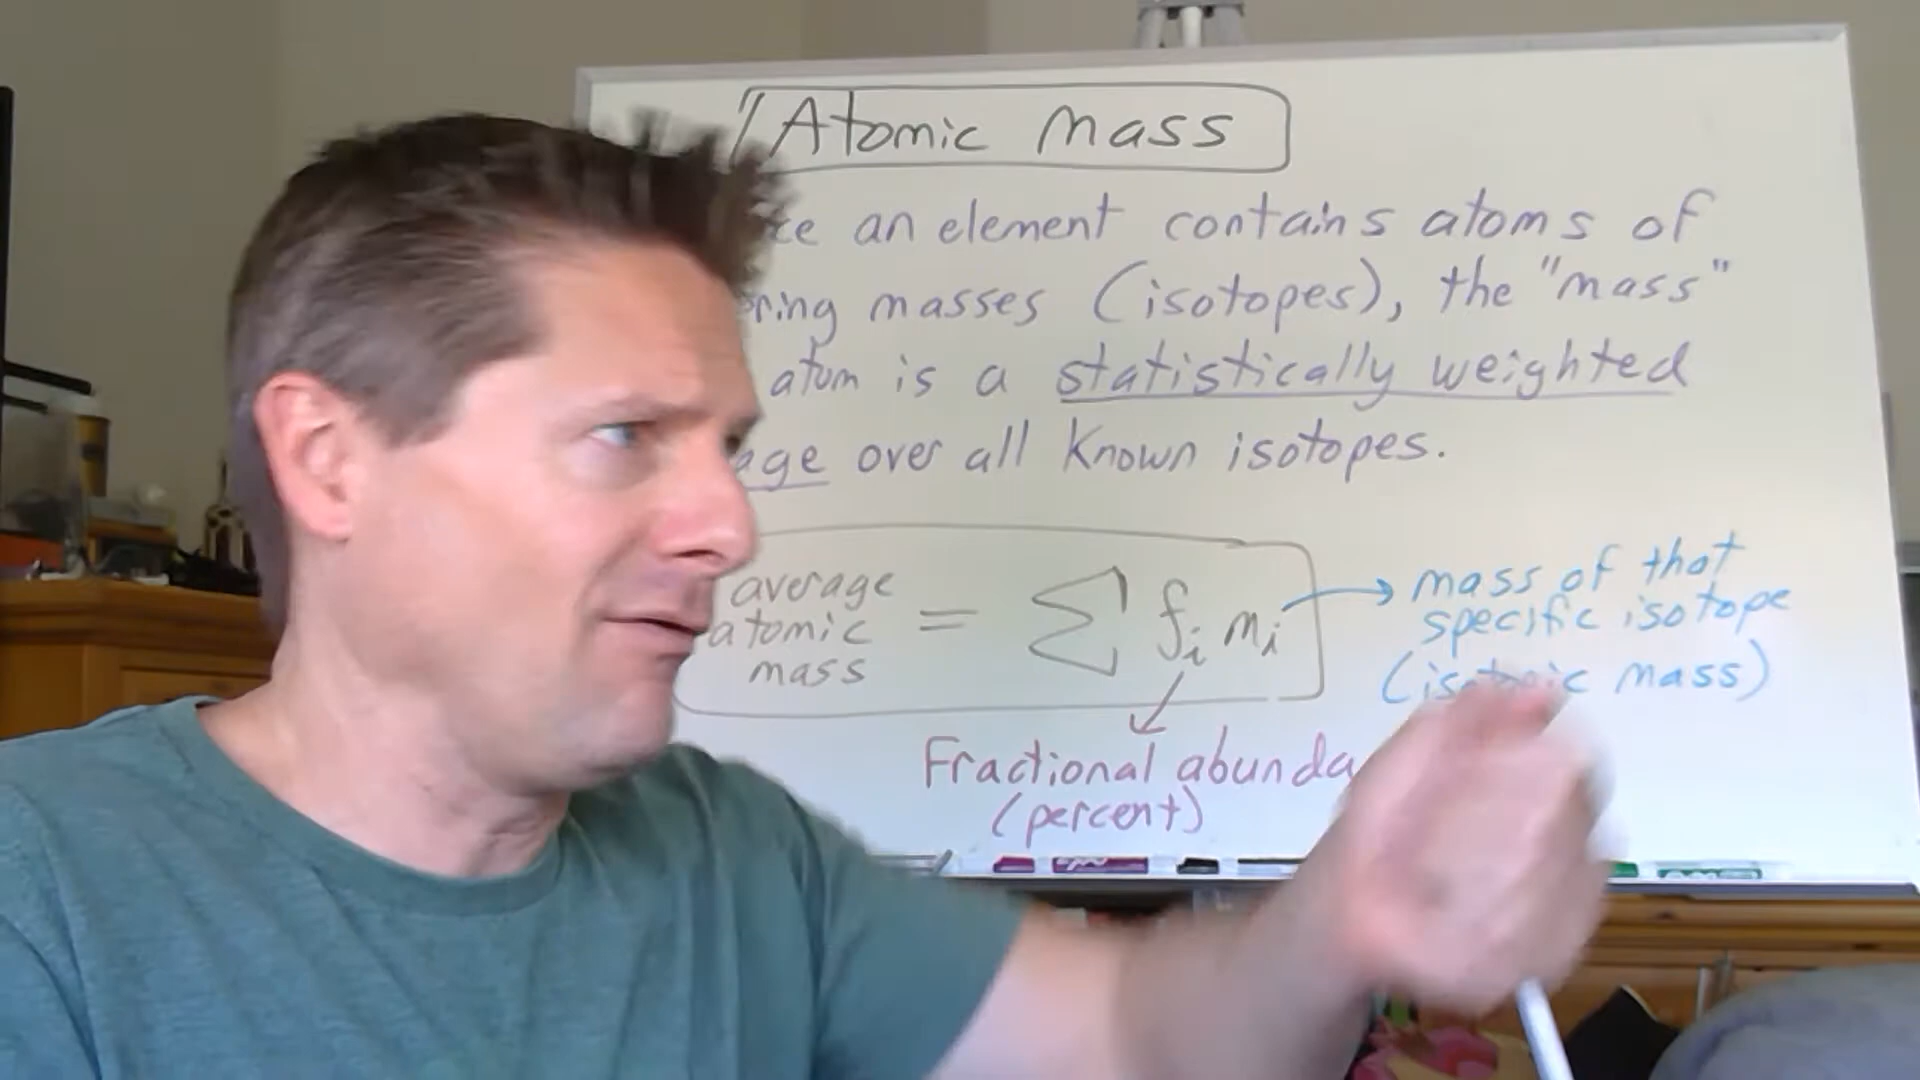 Atomic Mass
an element contains atoms of
masses (isotopes), the "mass"
atom is a statistically weighted
over all known isotopes.
average
atomic
mass
= ∑ fᵢ mᵢ
mass of that
specific isotope
(isotopic mass)
Fractional
(percent)